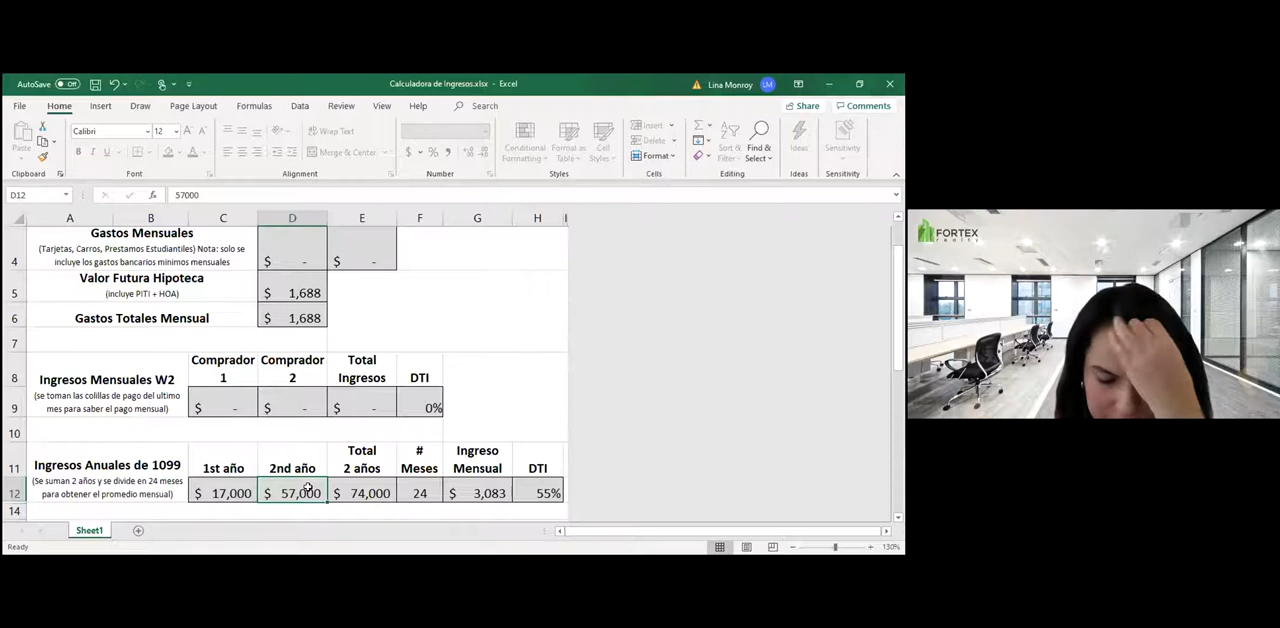 AutoSave Off
Calculadora de Ingresos.xlsx - Excel
Lina Monroy LM
File Home Insert Draw Page Layout Formulas Data Review View Help Search
Share Comments
Paste
Calibri 12
Wrap Text
Merge & Center
Conditional Formatting
Format as Table
Cell Styles
Insert
Delete
Format
Sort & Filter
Find & Select
Ideas
Sensitivity
Clipboard Font Alignment Number Styles Cells Editing Ideas Sensitivity
D12 fx 57000
A B C D E F G H I
Gastos Mensuales
(Tarjetas, Carros, Prestamos Estudiantiles) Nota: solo se
incluye los gastos bancarios minimos mensuales
4 $ - $ -
Valor Futura Hipoteca
(incluye PITI + HOA)
5 $ 1,688
6 Gastos Totales Mensual $ 1,688
7
Comprador 1 Comprador 2 Total Ingresos DTI
8 Ingresos Mensuales W2
(se toman las colillas de pago del ultimo
mes para saber el pago mensual)
9 $ - $ - $ - 0%
10
11 Ingresos Anuales de 1099 1st año 2nd año Total 2 años # Meses Ingreso Mensual DTI
(Se suman 2 años y se divide en 24 meses
para obtener el promedio mensual)
12 $ 17,000 $ 57,000 $ 74,000 24 $ 3,083 55%
14
Sheet1
Ready
130%
FORTEX
realty